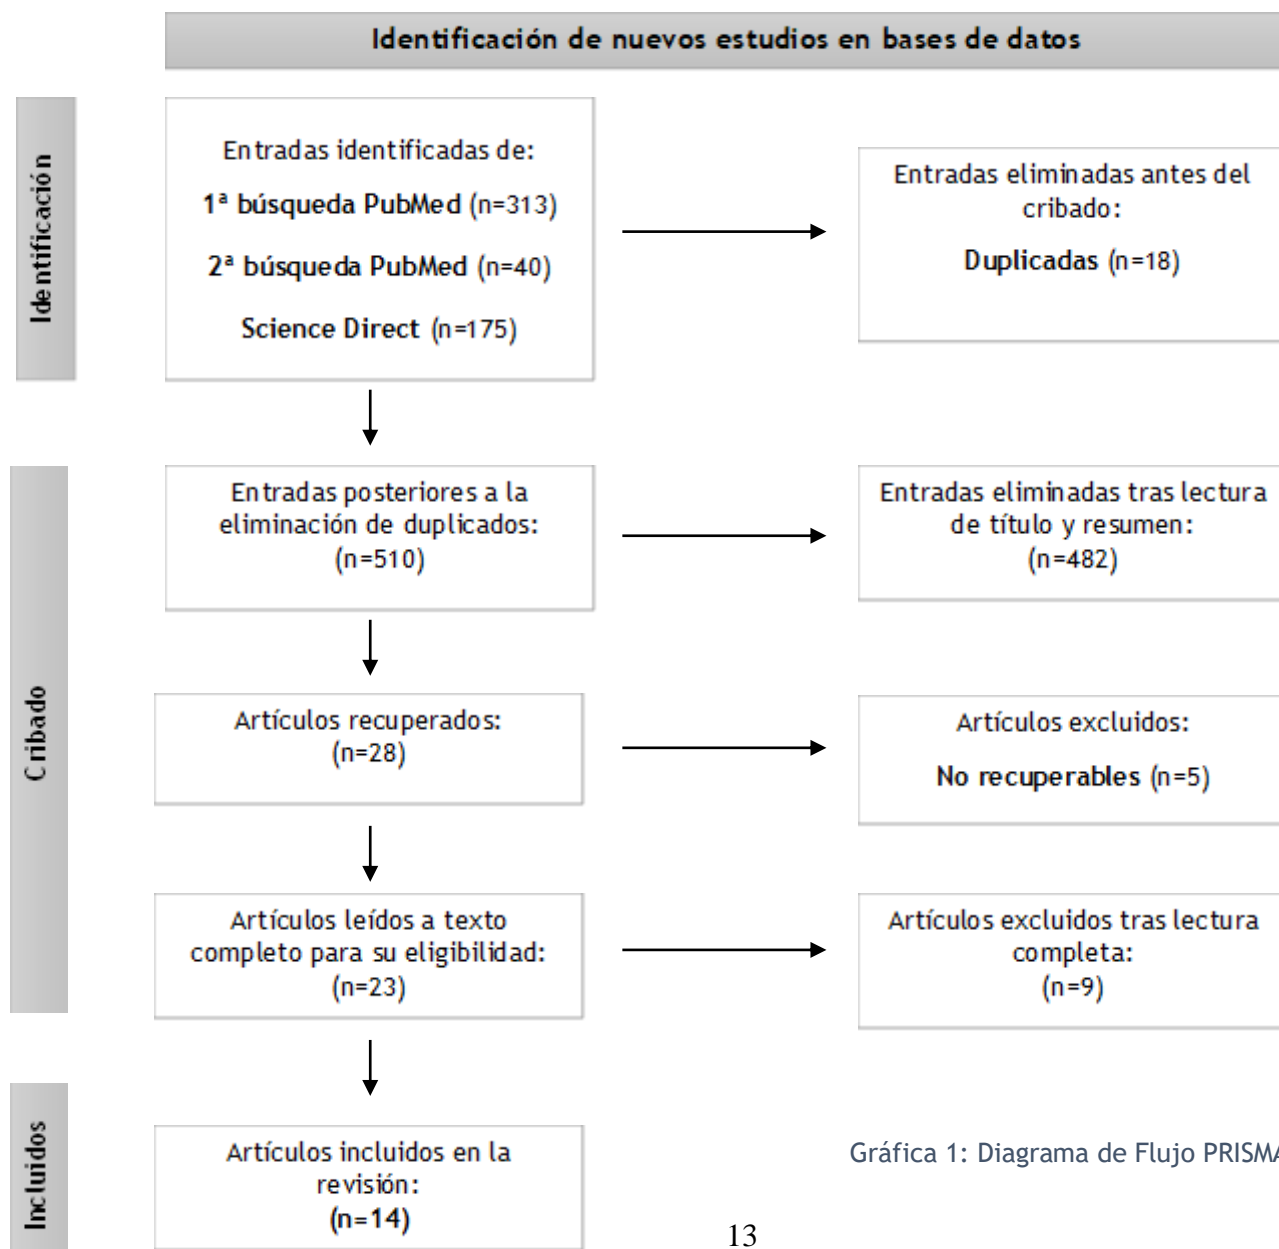 Identificación de nuevos estudios en bases de datos
Identificación
Entradas identificadas de:
1ª búsqueda PubMed (n=313)
2ª búsqueda PubMed (n=40)
Science Direct (n=175)
Entradas eliminadas antes del
cribado:
Duplicadas (n=18)
Cribado
Entradas posteriores a la
eliminación de duplicados:
(n=510)
Entradas eliminadas tras lectura
de título y resumen:
(n=482)
Artículos recuperados:
(n=28)
Artículos excluidos:
No recuperables (n=5)
Artículos leídos a texto
completo para su eligibilidad:
(n=23)
Artículos excluidos tras lectura
completa:
(n=9)
Incluidos
Artículos incluidos en la
revisión:
(n=14)
Gráfica 1: Diagrama de Flujo PRISMA
13